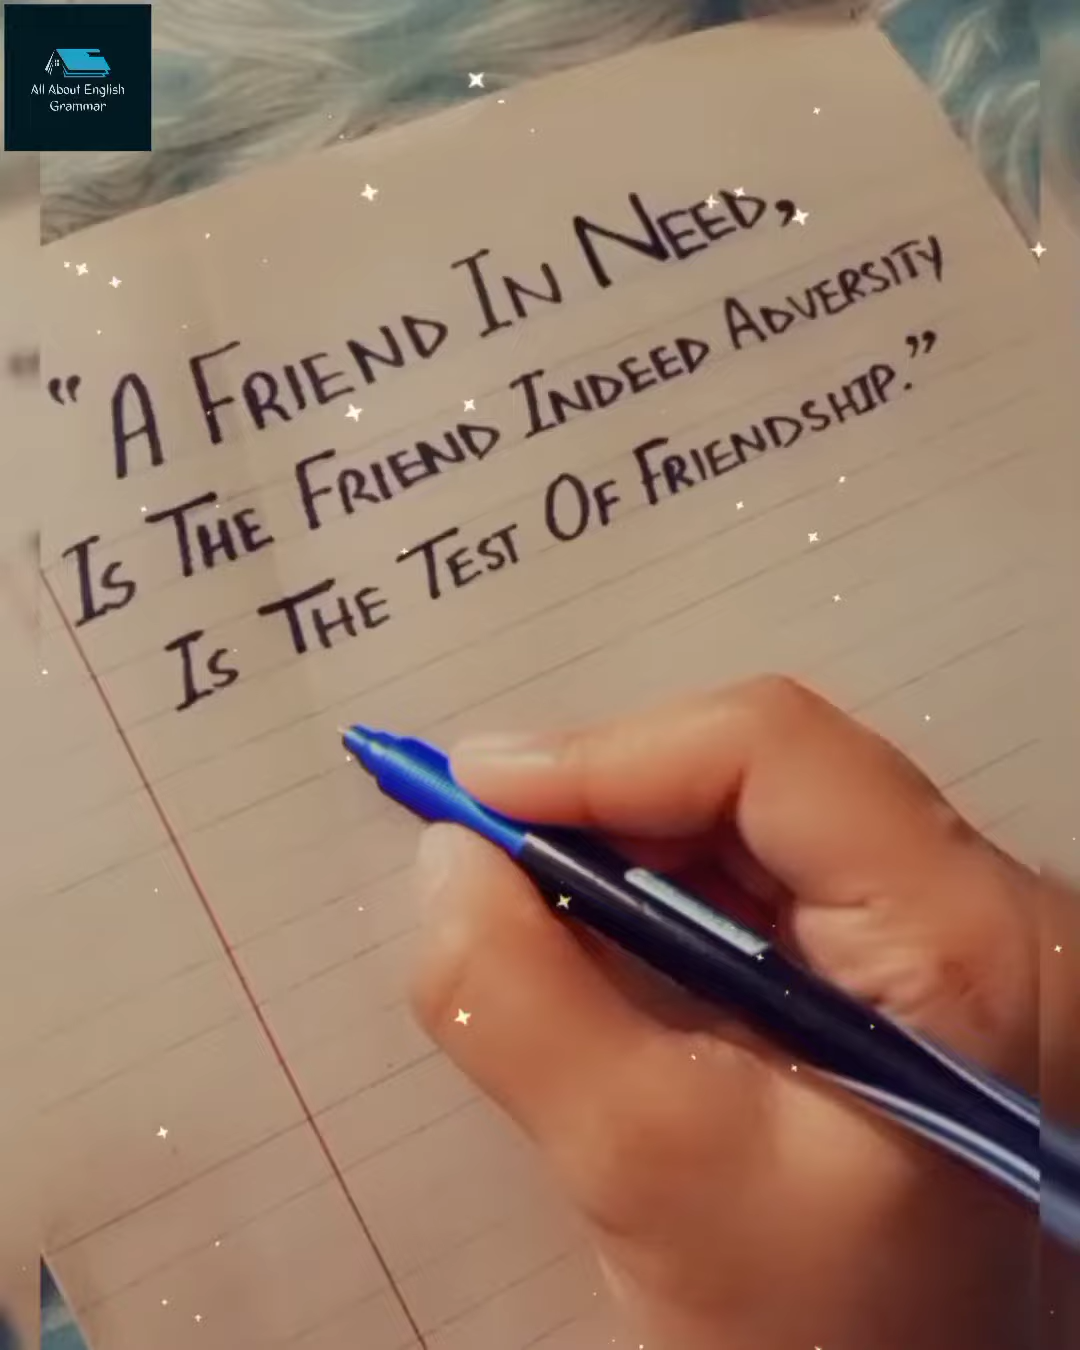 All About English
Grammar
“A FRIEND IN NEED,
IS THE FRIEND INDEED ADVERSITY
IS THE TEST OF FRIENDSHIP.”